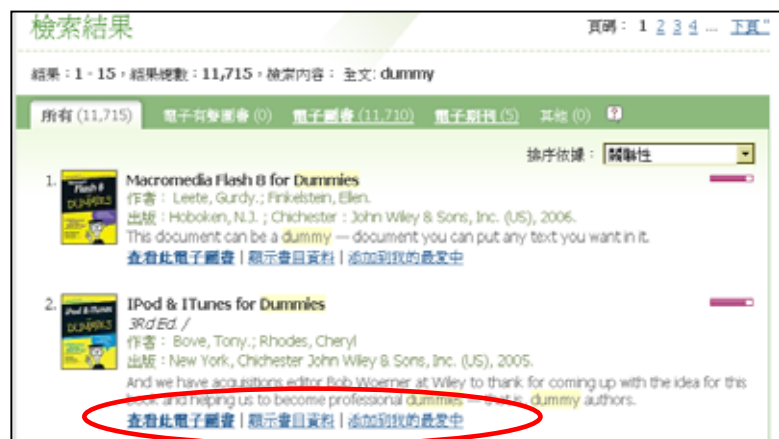 檢索結果
頁碼： 1 2 3 4 ... 下頁"
結果：1 - 15，結果總數：11,715，檢索內容： 全文: dummy
所有 (11,715) 電子有聲圖書 (0) 電子圖書 (11,710) 電子期刊 (5) 其他 (0) ?
排序依據： 關聯性
1. Macromedia Flash 8 for Dummies
作者： Leete, Gurdy.; Finkelstein, Ellen.
出版：Hoboken, N.J. ; Chichester : John Wiley & Sons, Inc. (US), 2006.
This document can be a dummy — document you can put any text you want in it.
查看此電子圖書 | 顯示書目資料 | 添加到我的最愛中
Flash 8
DUMMIES
2. IPod & ITunes for Dummies
3Rd Ed. /
作者： Bove, Tony.; Rhodes, Cheryl
出版：New York, Chichester John Wiley & Sons, Inc. (US), 2005.
And we have acquisitions editor Bob Woerner at Wiley to thank for coming up with the idea for this
book and helping us to become professional dummies — that is, dummy authors.
查看此電子圖書 | 顯示書目資料 | 添加到我的最愛中
iPod & iTunes
DUMMIES